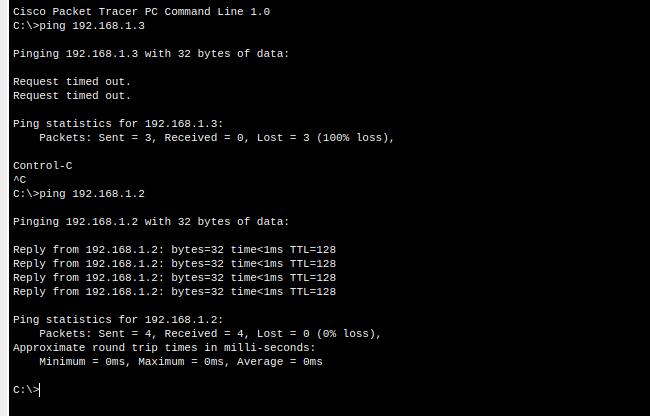 Cisco Packet Tracer PC Command Line 1.0
C:\>ping 192.168.1.3
Pinging 192.168.1.3 with 32 bytes of data:
Request timed out.
Request timed out.
Ping statistics for 192.168.1.3:
    Packets: Sent = 3, Received = 0, Lost = 3 (100% loss),
Control-C
^C
C:\>ping 192.168.1.2
Pinging 192.168.1.2 with 32 bytes of data:
Reply from 192.168.1.2: bytes=32 time<1ms TTL=128
Reply from 192.168.1.2: bytes=32 time<1ms TTL=128
Reply from 192.168.1.2: bytes=32 time<1ms TTL=128
Reply from 192.168.1.2: bytes=32 time<1ms TTL=128
Ping statistics for 192.168.1.2:
    Packets: Sent = 4, Received = 4, Lost = 0 (0% loss),
Approximate round trip times in milli-seconds:
    Minimum = 0ms, Maximum = 0ms, Average = 0ms
C:\>